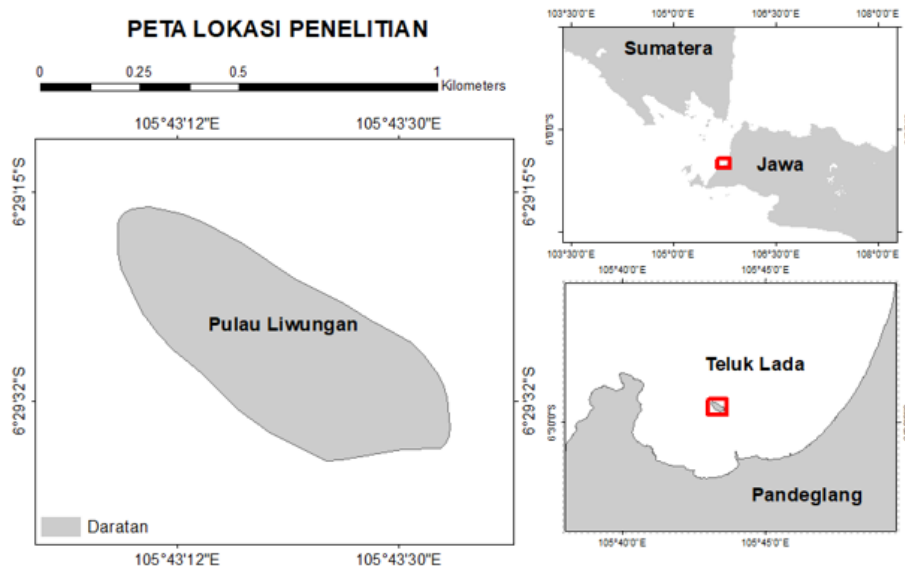 PETA LOKASI PENELITIAN
0 0.25 0.5 1
Kilometers
105°43'12"E 105°43'30"E
6°29'15"S
6°29'15"S
Pulau Liwungan
6°29'32"S
6°29'32"S
Daratan
105°43'12"E 105°43'30"E
103°30'0"E 105°0'0"E 106°30'0"E 108°0'0"E
Sumatera
6°0'0"S
Jawa
103°30'0"E 105°0'0"E 106°30'0"E 108°0'0"E
105°40'0"E 105°45'0"E
Teluk Lada
6°30'0"S
Pandeglang
105°40'0"E 105°45'0"E